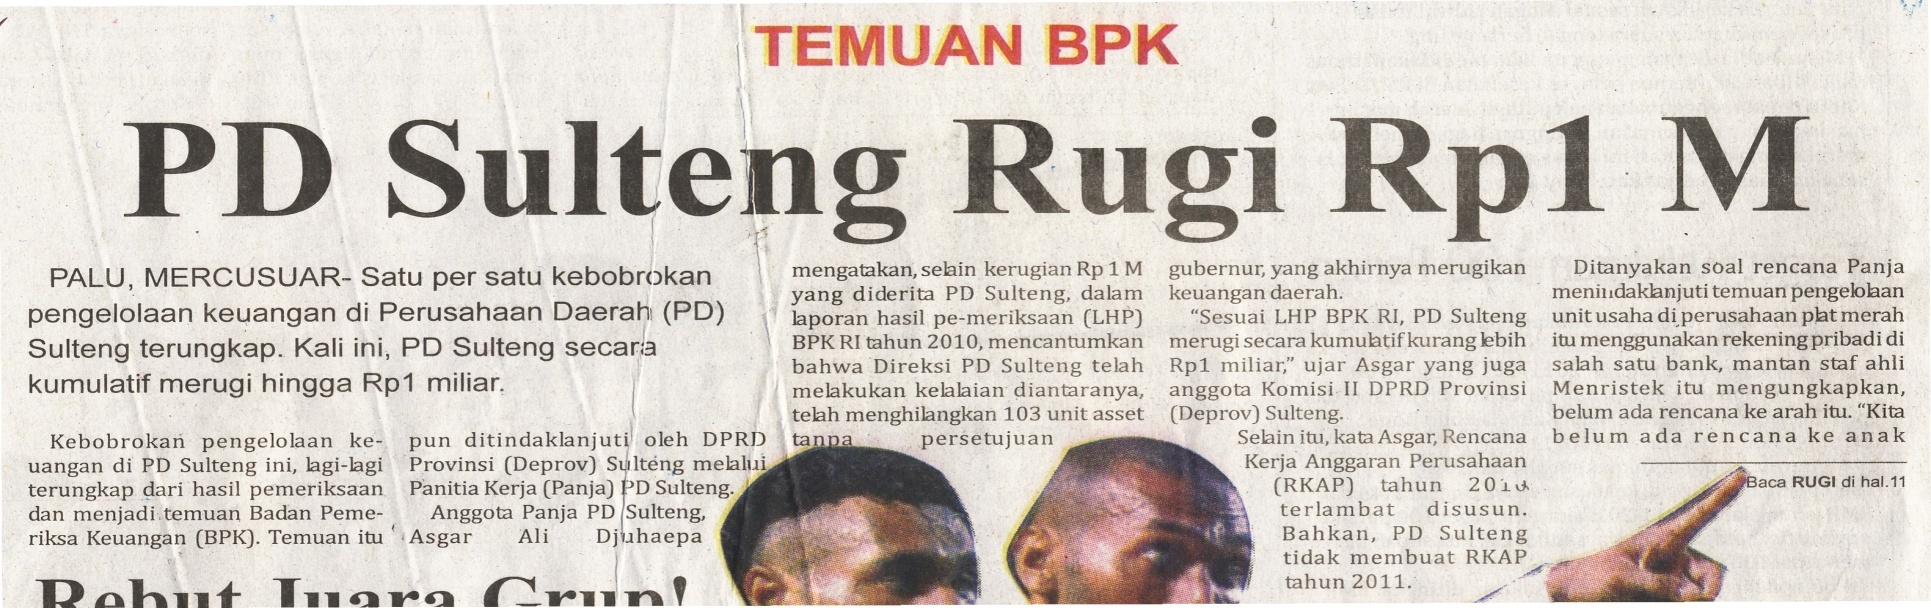 TEMUAN BPK
PD Sulteng Rugi Rp1 M
PALU, MERCUSUAR- Satu per satu kebobrokan
pengelolaan keuangan di Perusahaan Daerah (PD)
Sulteng terungkap. Kali ini, PD Sulteng secara
kumulatif merugi hingga Rp1 miliar.
Kebobrokan pengelolaan ke-
uangan di PD Sulteng ini, lagi-lagi
terungkap dari hasil pemeriksaan
dan menjadi temuan Badan Peme-
riksa Keuangan (BPK). Temuan itu
pun ditindaklanjuti oleh DPRD
Provinsi (Deprov) Sulteng melalui
Panitia Kerja (Panja) PD Sulteng.
Anggota Panja PD Sulteng,
Asgar Ali Djuhaepa
mengatakan, selain kerugian Rp 1 M
yang diderita PD Sulteng, dalam
laporan hasil pe-meriksaan (LHP)
BPK RI tahun 2010, mencantumkan
bahwa Direksi PD Sulteng telah
melakukan kelalaian diantaranya,
telah menghilangkan 103 unit asset
tanpa persetujuan
gubernur, yang akhirnya merugikan
keuangan daerah.
“Sesuai LHP BPK RI, PD Sulteng
merugi secara kumulatif kurang lebih
Rp1 miliar,” ujar Asgar yang juga
anggota Komisi II DPRD Provinsi
(Deprov) Sulteng.
Selain itu, kata Asgar, Rencana
Kerja Anggaran Perusahaan
(RKAP) tahun
terlambat disusun.
Bahkan, PD Sulteng
tidak membuat RKAP
tahun 2011.
Ditanyakan soal rencana Panja
menindaklanjuti temuan pengelolaan
unit usaha di perusahaan plat merah
itu menggunakan rekening pribadi di
salah satu bank, mantan staf ahli
Menristek itu mengungkapkan,
belum ada rencana ke arah itu. “Kita
belum ada rencana ke anak
Baca RUGI di hal.11
Rebut Juara Grup!